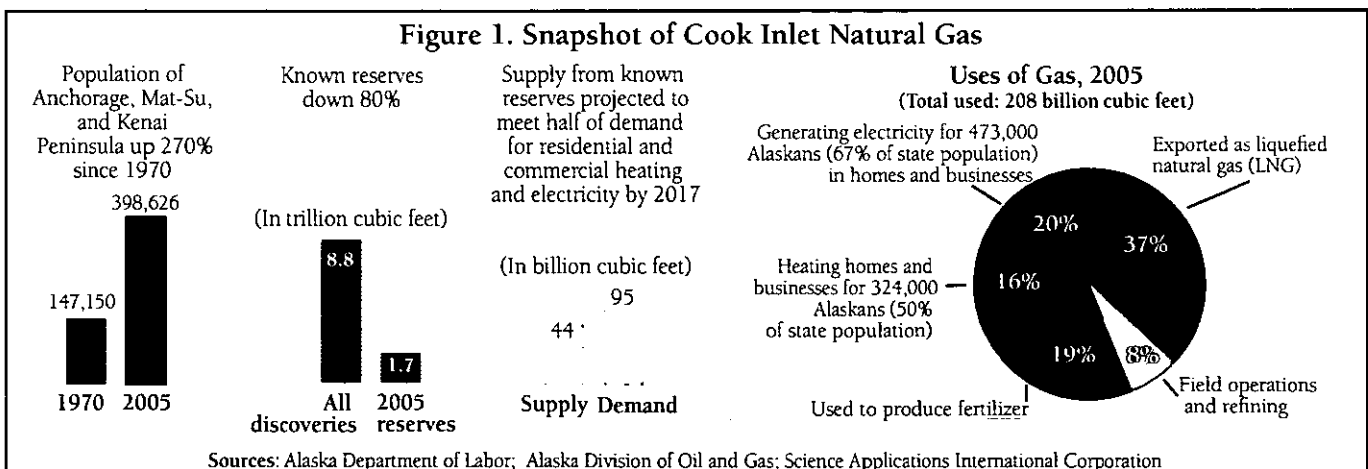 Figure 1. Snapshot of Cook Inlet Natural Gas
Population of
Anchorage, Mat-Su,
and Kenai
Peninsula up 270%
since 1970
398,626
147,150
1970 2005
Known reserves
down 80%
(In trillion cubic feet)
8.8
1.7
All 2005
discoveries reserves
Supply from known
reserves projected to
meet half of demand
for residential and
commercial heating
and electricity by 2017
(In billion cubic feet)
95
44
Supply Demand
Uses of Gas, 2005
(Total used: 208 billion cubic feet)
Generating electricity for 473,000
Alaskans (67% of state population)
in homes and businesses
Exported as liquefied
natural gas (LNG)
20%
37%
Heating homes and
businesses for 324,000
Alaskans (50%
of state population)
16%
19%
8%
Used to produce fertilizer
Field operations
and refining
Sources: Alaska Department of Labor; Alaska Division of Oil and Gas; Science Applications International Corporation